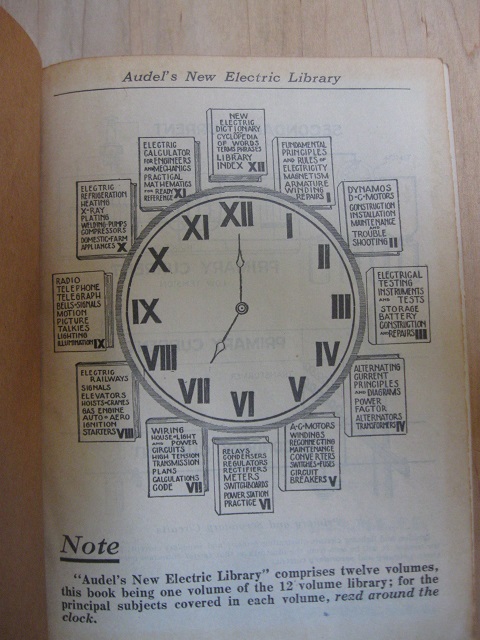 Audel's New Electric Library
NEW
ELECTRIC
DICTIONARY
CYCLOPEDIA
OF WORDS
TERMS PHRASES
LIBRARY
INDEX XII
FUNDAMENTAL
PRINCIPLES
AND RULES OF
ELECTRICITY
MAGNETISM
ARMATURE
WINDING
REPAIRS I
DYNAMOS
D-C-MOTORS
CONSTRUCTION
INSTALLATION
MAINTENANCE
AND
TROUBLE
SHOOTING II
ELECTRICAL
TESTING
INSTRUMENTS
AND TESTS
STORAGE
BATTERY
CONSTRUCTION
AND REPAIRS III
ALTERNATING
CURRENT
PRINCIPLES
AND DIAGRAMS
POWER
FACTOR
ALTERNATORS
TRANSFORMERS IV
A-C-MOTORS
WINDINGS
RECONNECTING
MAINTENANCE
CONVERTERS
SWITCHES-FUSES
CIRCUIT
BREAKERS V
RELAYS
CONDENSERS
REGULATORS
RECTIFIERS
METERS
SWITCHBOARDS
POWER STATION
PRACTICE VI
WIRING
HOUSE-LIGHT
AND POWER
CIRCUITS
HIGH TENSION
TRANSMISSION
PLANS
CALCULATIONS
CODE VII
ELECTRIC
RAILWAYS
SIGNALS
ELEVATORS
HOISTS-CRANES
GAS ENGINE
AUTO-AERO
IGNITION
STARTERS VIII
RADIO
TELEPHONE
TELEGRAPH
BELLS-SIGNALS
MOTION
PICTURE
TALKIES
LIGHTING
ILLUMINATION IX
ELECTRIC
REFRIGERATION
HEATING
X-RAY
PLATING
WELDING-PUMPS
COMPRESSORS
DOMESTIC-FARM
APPLIANCES X
ELECTRIC
CALCULATOR
FOR ENGINEERS
AND MECHANICS
PRACTICAL
MATHEMATICS
FOR READY
REFERENCE XI
XII
I
II
III
IV
V
VI
VII
VIII
IX
X
XI
Note
"Audel's New Electric Library" comprises twelve volumes,
this book being one volume of the 12 volume library; for the
principal subjects covered in each volume, read around the
clock.